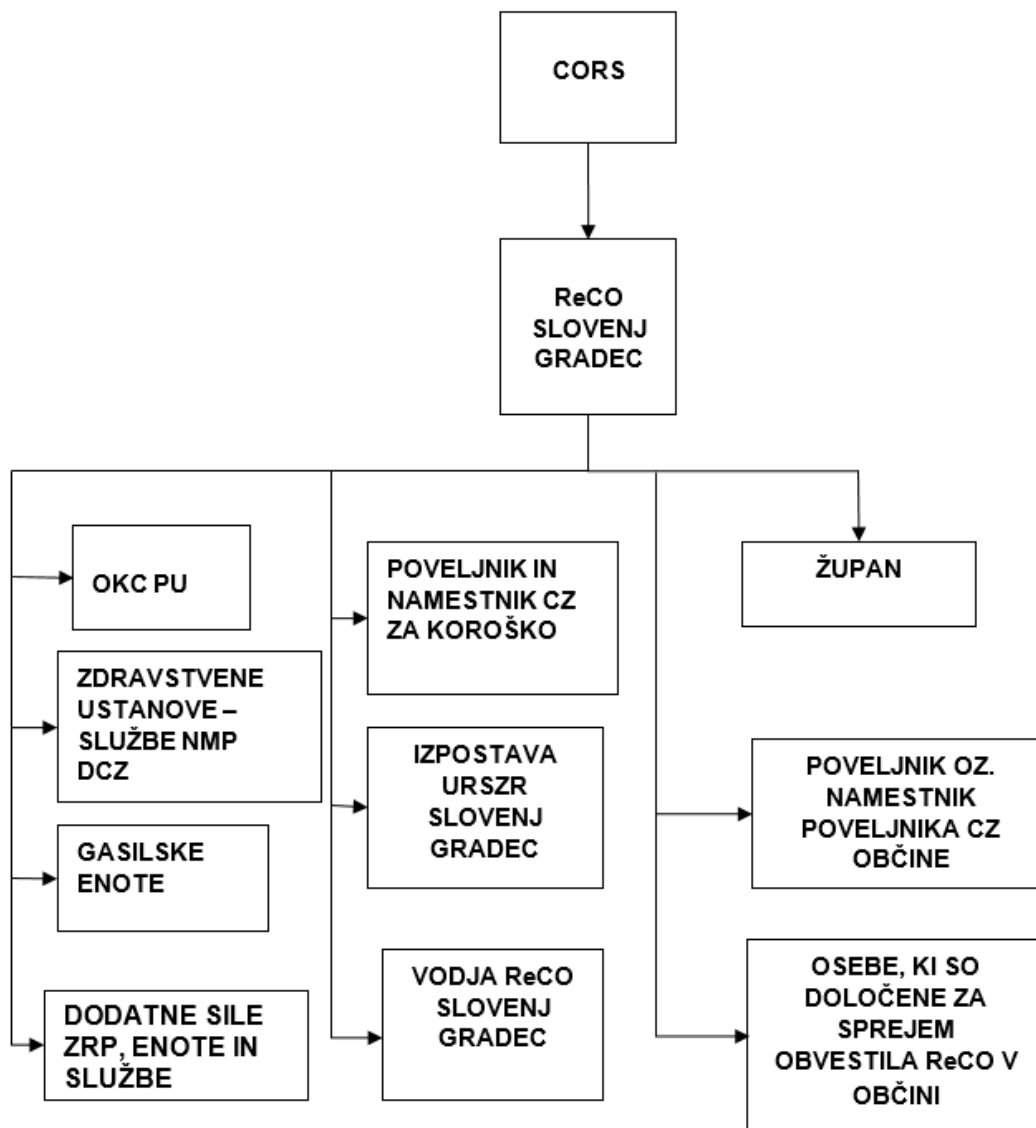 CORS
ReCO
SLOVENJ
GRADEC
OKC PU
ZDRAVSTVENE
USTANOVE –
SLUŽBE NMP
DCZ
GASILSKE
ENOTE
DODATNE SILE
ZRP, ENOTE IN
SLUŽBE
POVELJNIK IN
NAMESTNIK CZ
ZA KOROŠKO
IZPOSTAVA
URSZR
SLOVENJ
GRADEC
VODJA ReCO
SLOVENJ
GRADEC
ŽUPAN
POVELJNIK OZ.
NAMESTNIK
POVELJNIKA CZ
OBČINE
OSEBE, KI SO
DOLOČENE ZA
SPREJEM
OBVESTILA ReCO V
OBČINI